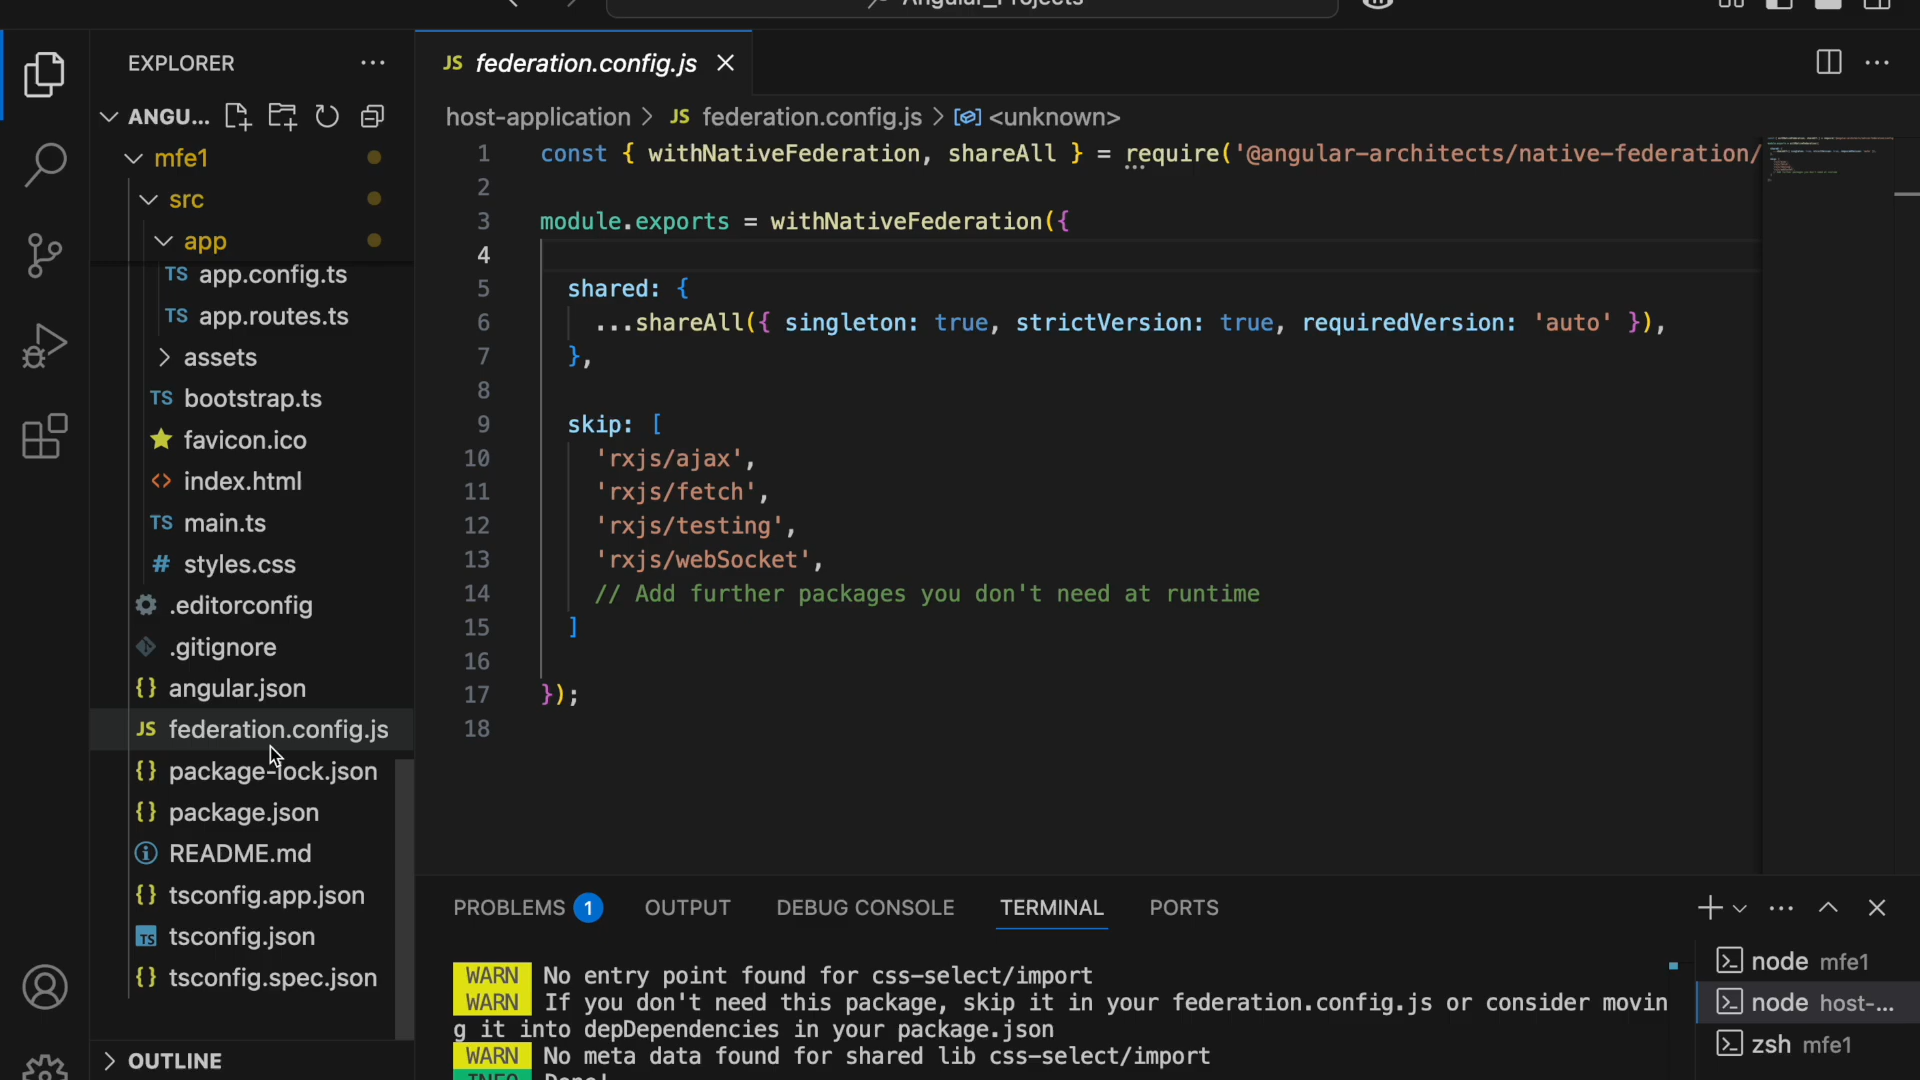 Angular_Projects
EXPLORER
ANGU...
mfe1
src
app
TS app.config.ts
TS app.routes.ts
assets
TS bootstrap.ts
favicon.ico
<> index.html
TS main.ts
# styles.css
.editorconfig
.gitignore
{} angular.json
JS federation.config.js
{} package-lock.json
{} package.json
README.md
{} tsconfig.app.json
TS tsconfig.json
{} tsconfig.spec.json
OUTLINE
JS federation.config.js
host-application > JS federation.config.js > <unknown>
1 const { withNativeFederation, shareAll } = require('@angular-architects/native-federation/
2
3 module.exports = withNativeFederation({
4
5 shared: {
6 ...shareAll({ singleton: true, strictVersion: true, requiredVersion: 'auto' }),
7 },
8
9 skip: [
10 'rxjs/ajax',
11 'rxjs/fetch',
12 'rxjs/testing',
13 'rxjs/webSocket',
14 // Add further packages you don't need at runtime
15 ]
16
17 });
18
PROBLEMS 1 OUTPUT DEBUG CONSOLE TERMINAL PORTS
WARN No entry point found for css-select/import
WARN If you don't need this package, skip it in your federation.config.js or consider movin
g it into depDependencies in your package.json
WARN No meta data found for shared lib css-select/import
INFO Done!
node mfe1
node host-...
zsh mfe1